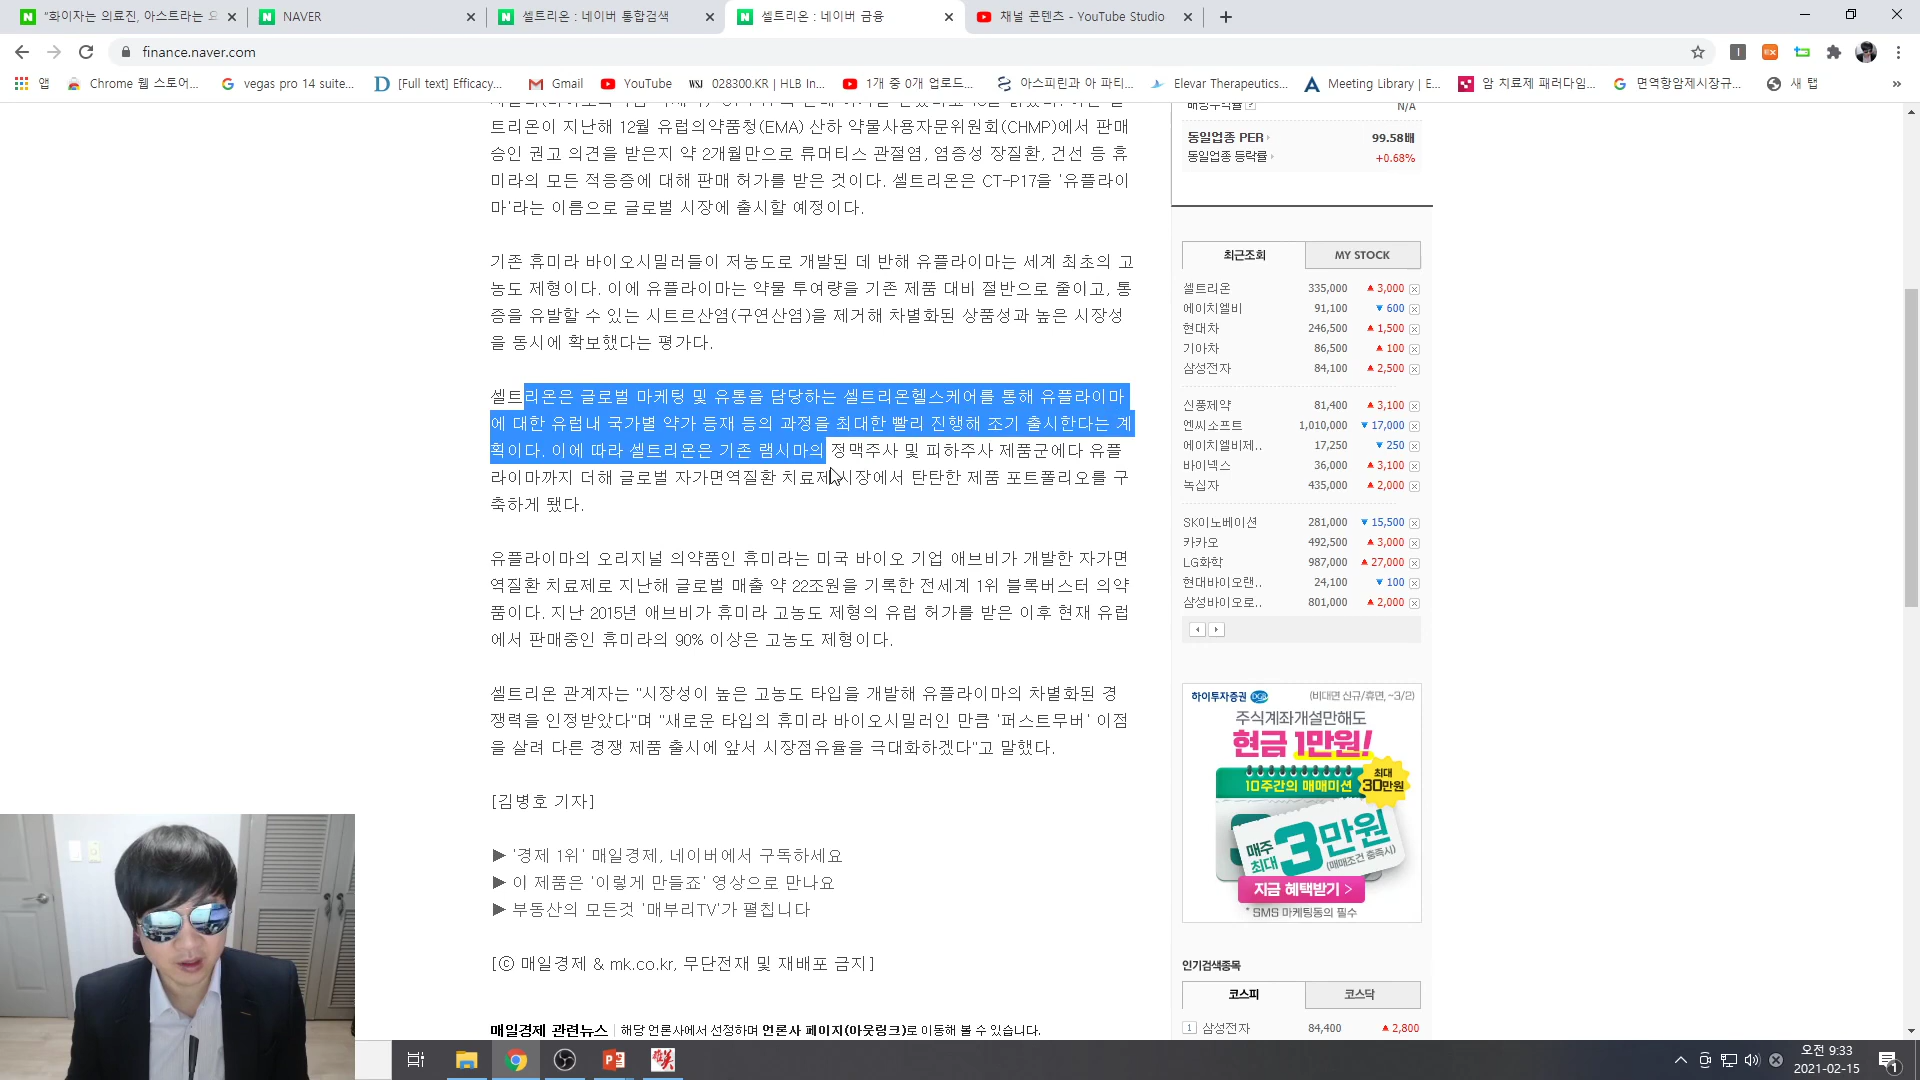 "화이자는 의료진, 아스트라는 요
NAVER
셀트리온 : 네이버 통합검색
셀트리온 : 네이버 금융
채널 콘텐츠 - YouTube Studio
finance.naver.com
앱
Chrome 웹 스토어...
vegas pro 14 suite...
[Full text] Efficacy...
Gmail
YouTube
028300.KR | HLB In...
1개 중 0개 업로드...
아스피린과 아 파티...
Elevar Therapeutics...
Meeting Library | E...
암 치료제 패러다임...
면역항암제시장규...
새 탭
트리온이 지난해 12월 유럽의약품청(EMA) 산하 약물사용자문위원회(CHMP)에서 판매
승인 권고 의견을 받은지 약 2개월만으로 류머티스 관절염, 염증성 장질환, 건선 등 휴
미라의 모든 적응증에 대해 판매 허가를 받은 것이다. 셀트리온은 CT-P17을 '유플라이
마'라는 이름으로 글로벌 시장에 출시할 예정이다.
기존 휴미라 바이오시밀러들이 저농도로 개발된 데 반해 유플라이마는 세계 최초의 고
농도 제형이다. 이에 유플라이마는 약물 투여량을 기존 제품 대비 절반으로 줄이고, 통
증을 유발할 수 있는 시트르산염(구연산염)을 제거해 차별화된 상품성과 높은 시장성
을 동시에 확보했다는 평가다.
셀트리온은 글로벌 마케팅 및 유통을 담당하는 셀트리온헬스케어를 통해 유플라이마
에 대한 유럽내 국가별 약가 등재 등의 과정을 최대한 빨리 진행해 조기 출시한다는 계
획이다. 이에 따라 셀트리온은 기존 램시마의 정맥주사 및 피하주사 제품군에다 유플
라이마까지 더해 글로벌 자가면역질환 치료제 시장에서 탄탄한 제품 포트폴리오를 구
축하게 됐다.
유플라이마의 오리지널 의약품인 휴미라는 미국 바이오 기업 애브비가 개발한 자가면
역질환 치료제로 지난해 글로벌 매출 약 22조원을 기록한 전세계 1위 블록버스터 의약
품이다. 지난 2015년 애브비가 휴미라 고농도 제형의 유럽 허가를 받은 이후 현재 유럽
에서 판매중인 휴미라의 90% 이상은 고농도 제형이다.
셀트리온 관계자는 "시장성이 높은 고농도 타입을 개발해 유플라이마의 차별화된 경
쟁력을 인정받았다"며 "새로운 타입의 휴미라 바이오시밀러인 만큼 '퍼스트무버' 이점
을 살려 다른 경쟁 제품 출시에 앞서 시장점유율을 극대화하겠다"고 말했다.
[김병호 기자]
▶ '경제 1위' 매일경제, 네이버에서 구독하세요
▶ 이 제품은 '이렇게 만들죠' 영상으로 만나요
▶ 부동산의 모든것 '매부리TV'가 펼칩니다
[ⓒ 매일경제 & mk.co.kr, 무단전재 및 재배포 금지]
매일경제 관련뉴스 | 해당 언론사에서 선정하며 언론사 페이지(아웃링크)로 이동해 볼 수 있습니다.
배당수익률 N/A
동일업종 PER 99.58배
동일업종 등락률 +0.68%
최근조회 MY STOCK
셀트리온 335,000 ▲3,000
에이치엘비 91,100 ▼600
현대차 246,500 ▲1,500
기아차 86,500 ▲100
삼성전자 84,100 ▲2,500
신풍제약 81,400 ▲3,100
엔씨소프트 1,010,000 ▼17,000
에이치엘비제.. 17,250 ▼250
바이넥스 36,000 ▲3,100
녹십자 435,000 ▲2,000
SK이노베이션 281,000 ▼15,500
카카오 492,500 ▲3,000
LG화학 987,000 ▲27,000
현대바이오랜.. 24,100 ▼100
삼성바이오로.. 801,000 ▲2,000
하이투자증권 DGB (비대면 신규/휴면, ~3/2)
주식계좌개설만해도
현금 1만원!
10주간의 매매미션
최대
30만원
매주
최대
3만원
(매매조건 충족시)
지금 혜택받기 >
* SMS 마케팅동의 필수
인기검색종목
코스피 코스닥
1 삼성전자 84,400 ▲2,800
오전 9:33
2021-02-15
1